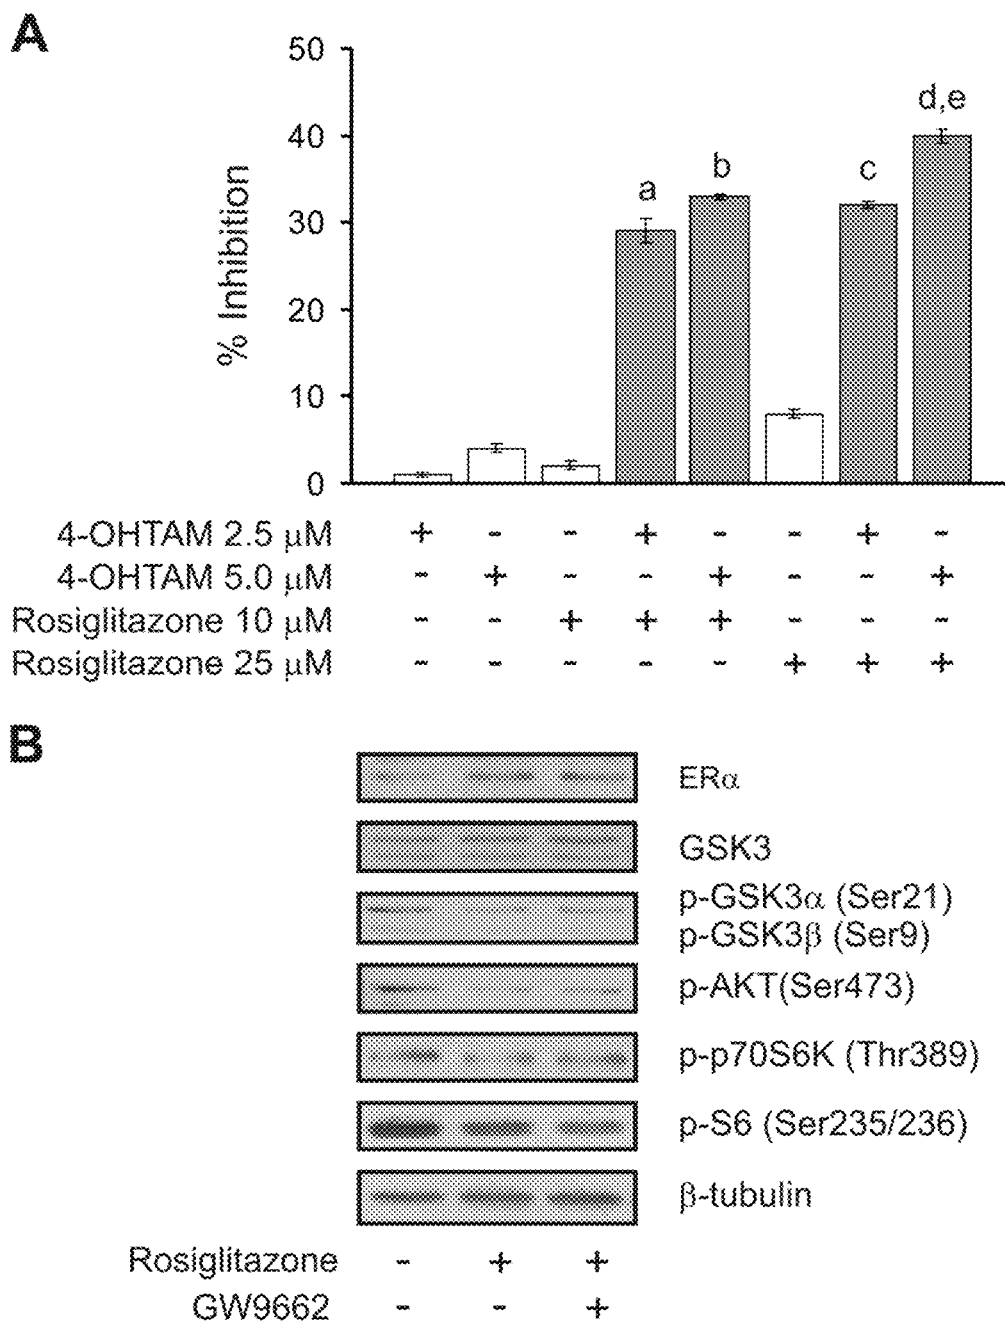 A
50
40
30
20
10
0
% Inhibition
a
b
c
d,e
4-OHTAM 2.5 μM + - - + - - + -
4-OHTAM 5.0 μM - + - - + - - +
Rosiglitazone 10 μM - - + + + - - -
Rosiglitazone 25 μM - - - - - + + +
B
ERα
GSK3
p-GSK3α (Ser21)
p-GSK3β (Ser9)
p-AKT(Ser473)
p-p70S6K (Thr389)
p-S6 (Ser235/236)
β-tubulin
Rosiglitazone - + +
GW9662 - - +